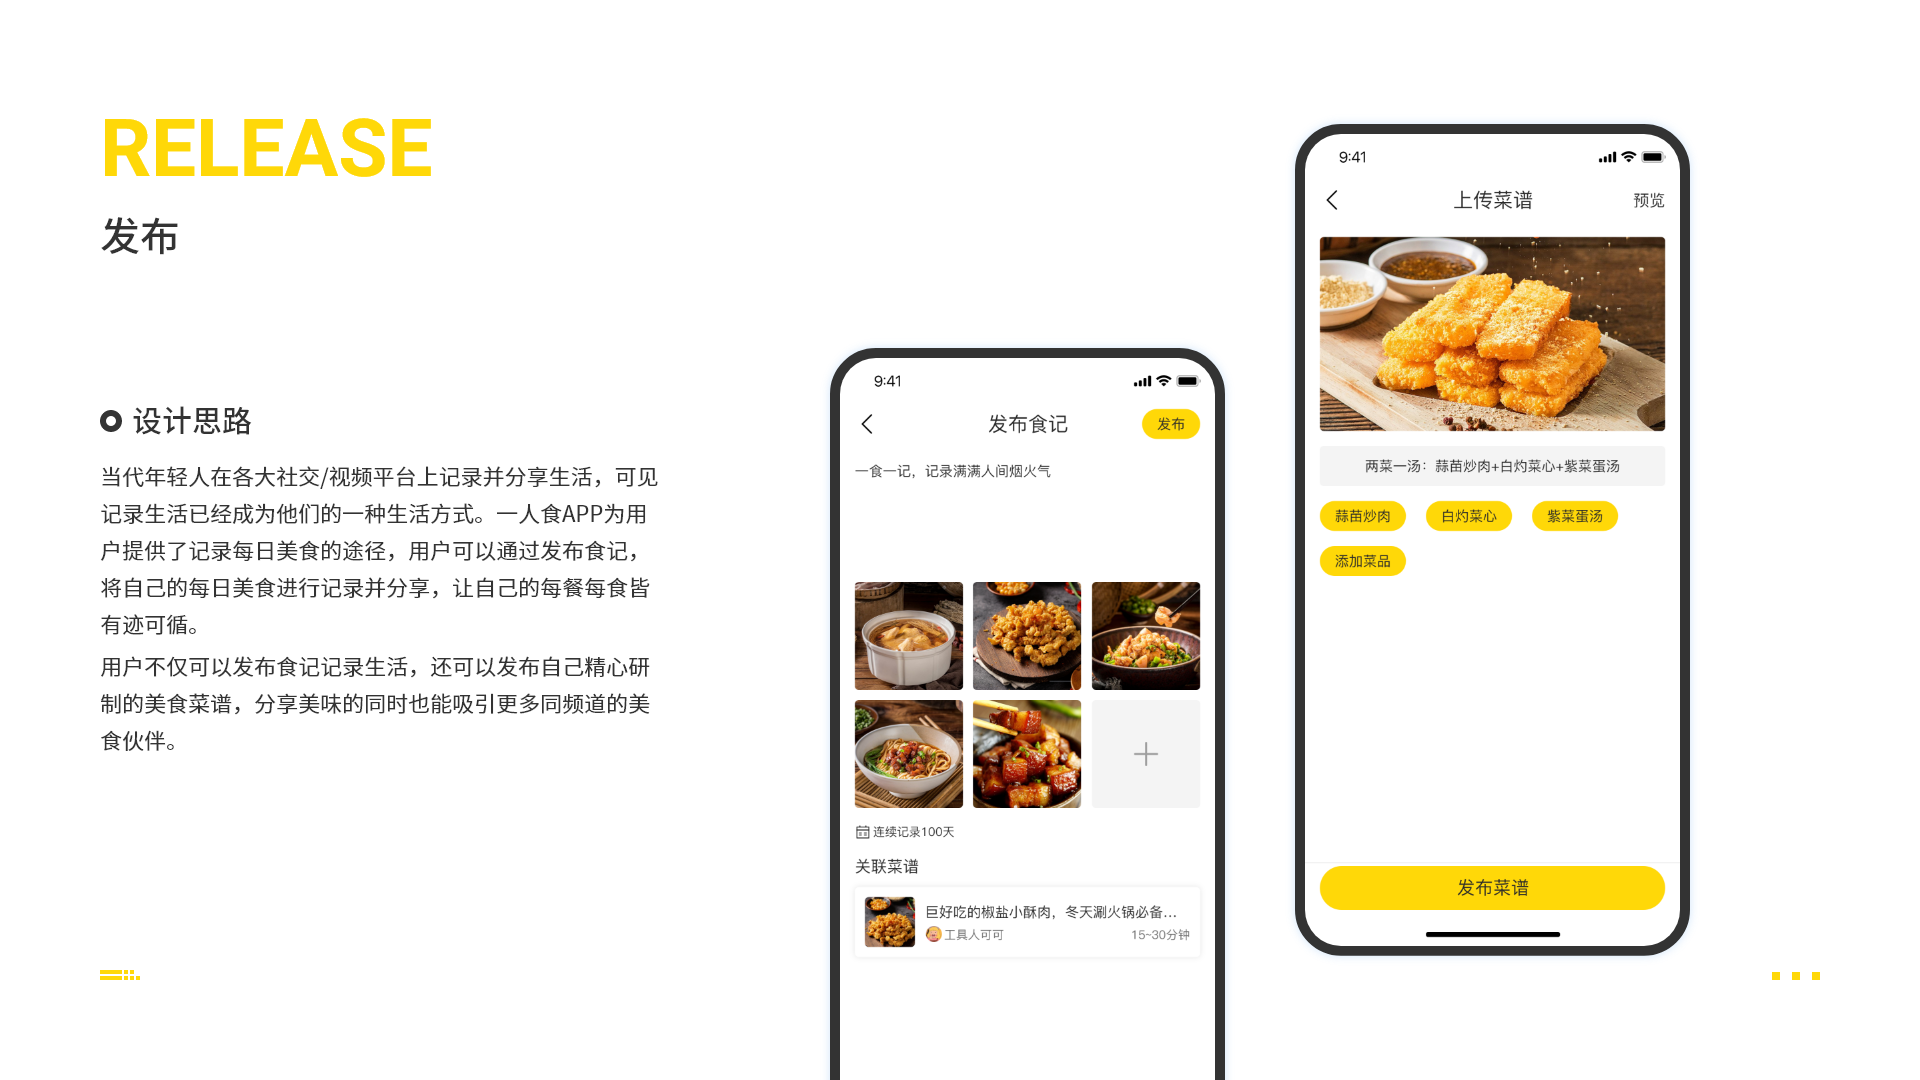 RELEASE
发布
设计思路
当代年轻人在各大社交/视频平台上记录并分享生活，可见
记录生活已经成为他们的一种生活方式。一人食APP为用
户提供了记录每日美食的途径，用户可以通过发布食记，
将自己的每日美食进行记录并分享，让自己的每餐每食皆
有迹可循。
用户不仅可以发布食记记录生活，还可以发布自己精心研
制的美食菜谱，分享美味的同时也能吸引更多同频道的美
食伙伴。
9:41
发布食记
发布
一食一记，记录满满人间烟火气
连续记录100天
关联菜谱
巨好吃的椒盐小酥肉，冬天涮火锅必备...
工具人可可
15~30分钟
9:41
上传菜谱
预览
两菜一汤：蒜苗炒肉+白灼菜心+紫菜蛋汤
蒜苗炒肉
白灼菜心
紫菜蛋汤
添加菜品
发布菜谱